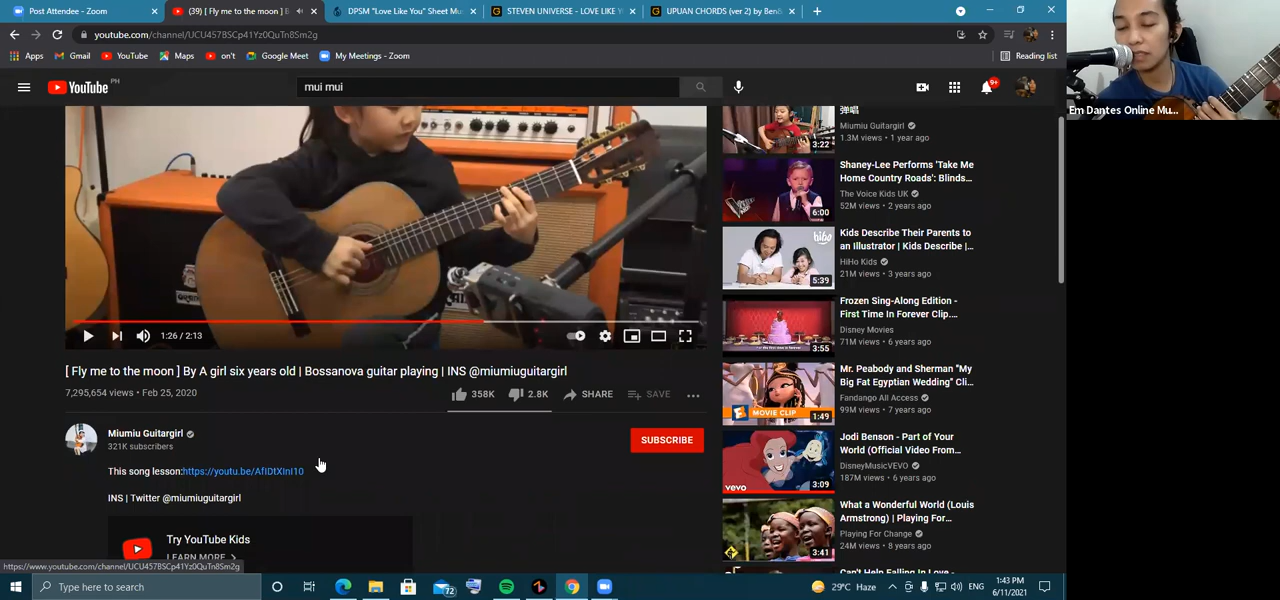 Post Attendee - Zoom
(39) [ Fly me to the moon ] B
DPSM "Love Like You" Sheet Mu
STEVEN UNIVERSE - LOVE LIKE Y
UPUAN CHORDS (ver 2) by Ben&
youtube.com/channel/UCU457BSCp41Yz0QuTn8Sm2g
Apps
Gmail
YouTube
Maps
on't
Google Meet
My Meetings - Zoom
Reading list
YouTube PH
mui mui
9+
Em Dantes Online Mu...
弹唱
Miumiu Guitargirl
1.3M views • 1 year ago
3:22
Shaney-Lee Performs 'Take Me
Home Country Roads': Blinds...
The Voice Kids UK
52M views • 2 years ago
6:00
Kids Describe Their Parents to
an Illustrator | Kids Describe |...
HiHo Kids
21M views • 3 years ago
hiho
5:39
Frozen Sing-Along Edition -
First Time In Forever Clip...
Disney Movies
71M views • 6 years ago
3:55
Mr. Peabody and Sherman "My
Big Fat Egyptian Wedding" Cli...
Fandango All Access
99M views • 7 years ago
MOVIE CLIP
1:49
Jodi Benson - Part of Your
World (Official Video From...
DisneyMusicVEVO
187M views • 6 years ago
vevo
3:09
What a Wonderful World (Louis
Armstrong) | Playing For...
Playing For Change
24M views • 8 years ago
3:41
Can't Help Falling In Love -
1:26 / 2:13
[ Fly me to the moon ] By A girl six years old | Bossanova guitar playing | INS @miumiuguitargirl
7,295,654 views • Feb 25, 2020
358K
2.8K
SHARE
SAVE
Miumiu Guitargirl
321K subscribers
SUBSCRIBE
This song lesson:https://youtu.be/AfIDtXInI10
INS | Twitter @miumiuguitargirl
Try YouTube Kids
LEARN MORE
https://www.youtube.com/channel/UCU457BSCp41Yz0QuTn8Sm2g
Type here to search
72
29°C Haze
ENG
1:43 PM
6/11/2021